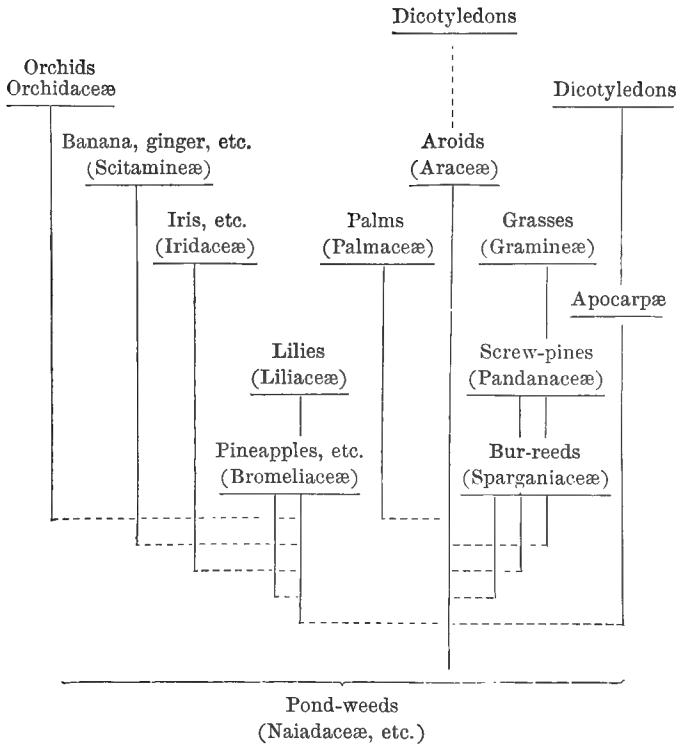 Dicotyledons
Orchids
Orchidaceæ
Dicotyledons
Banana, ginger, etc.
(Scitamineæ)
Aroids
(Araceæ)
Iris, etc.
(Iridaceæ)
Palms
(Palmaceæ)
Grasses
(Gramineæ)
Apocarpæ
Lilies
(Liliaceæ)
Screw-pines
(Pandanaceæ)
Pineapples, etc.
(Bromeliaceæ)
Bur-reeds
(Sparganiaceæ)
Pond-weeds
(Naiadaceæ, etc.)